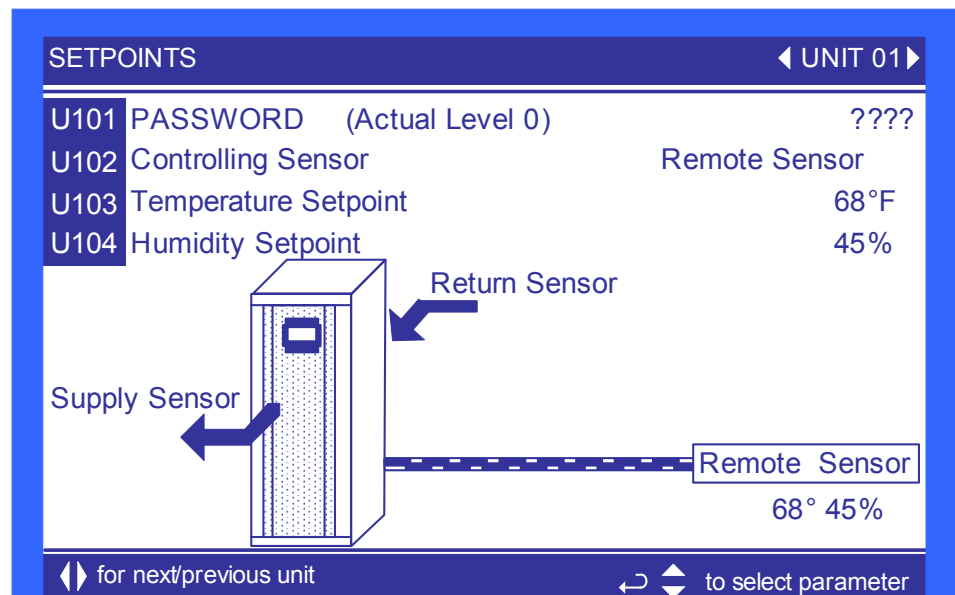 SETPOINTS UNIT 01
U101 PASSWORD (Actual Level 0) ????
U102 Controlling Sensor Remote Sensor
U103 Temperature Setpoint 68°F
U104 Humidity Setpoint 45%
Return Sensor
Supply Sensor
Remote Sensor
68° 45%
for next/previous unit to select parameter